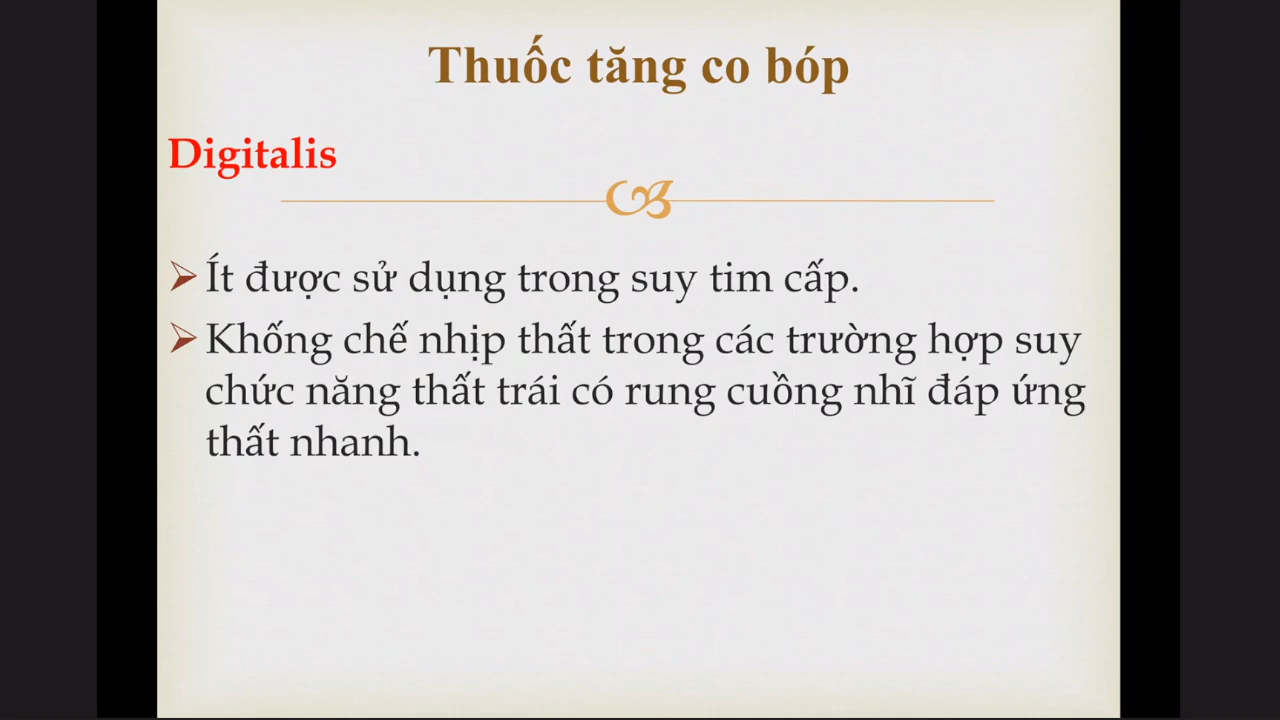 Thuốc tăng co bóp
Digitalis
Ít được sử dụng trong suy tim cấp.
Khống chế nhịp thất trong các trường hợp suy
chức năng thất trái có rung cuồng nhĩ đáp ứng
thất nhanh.